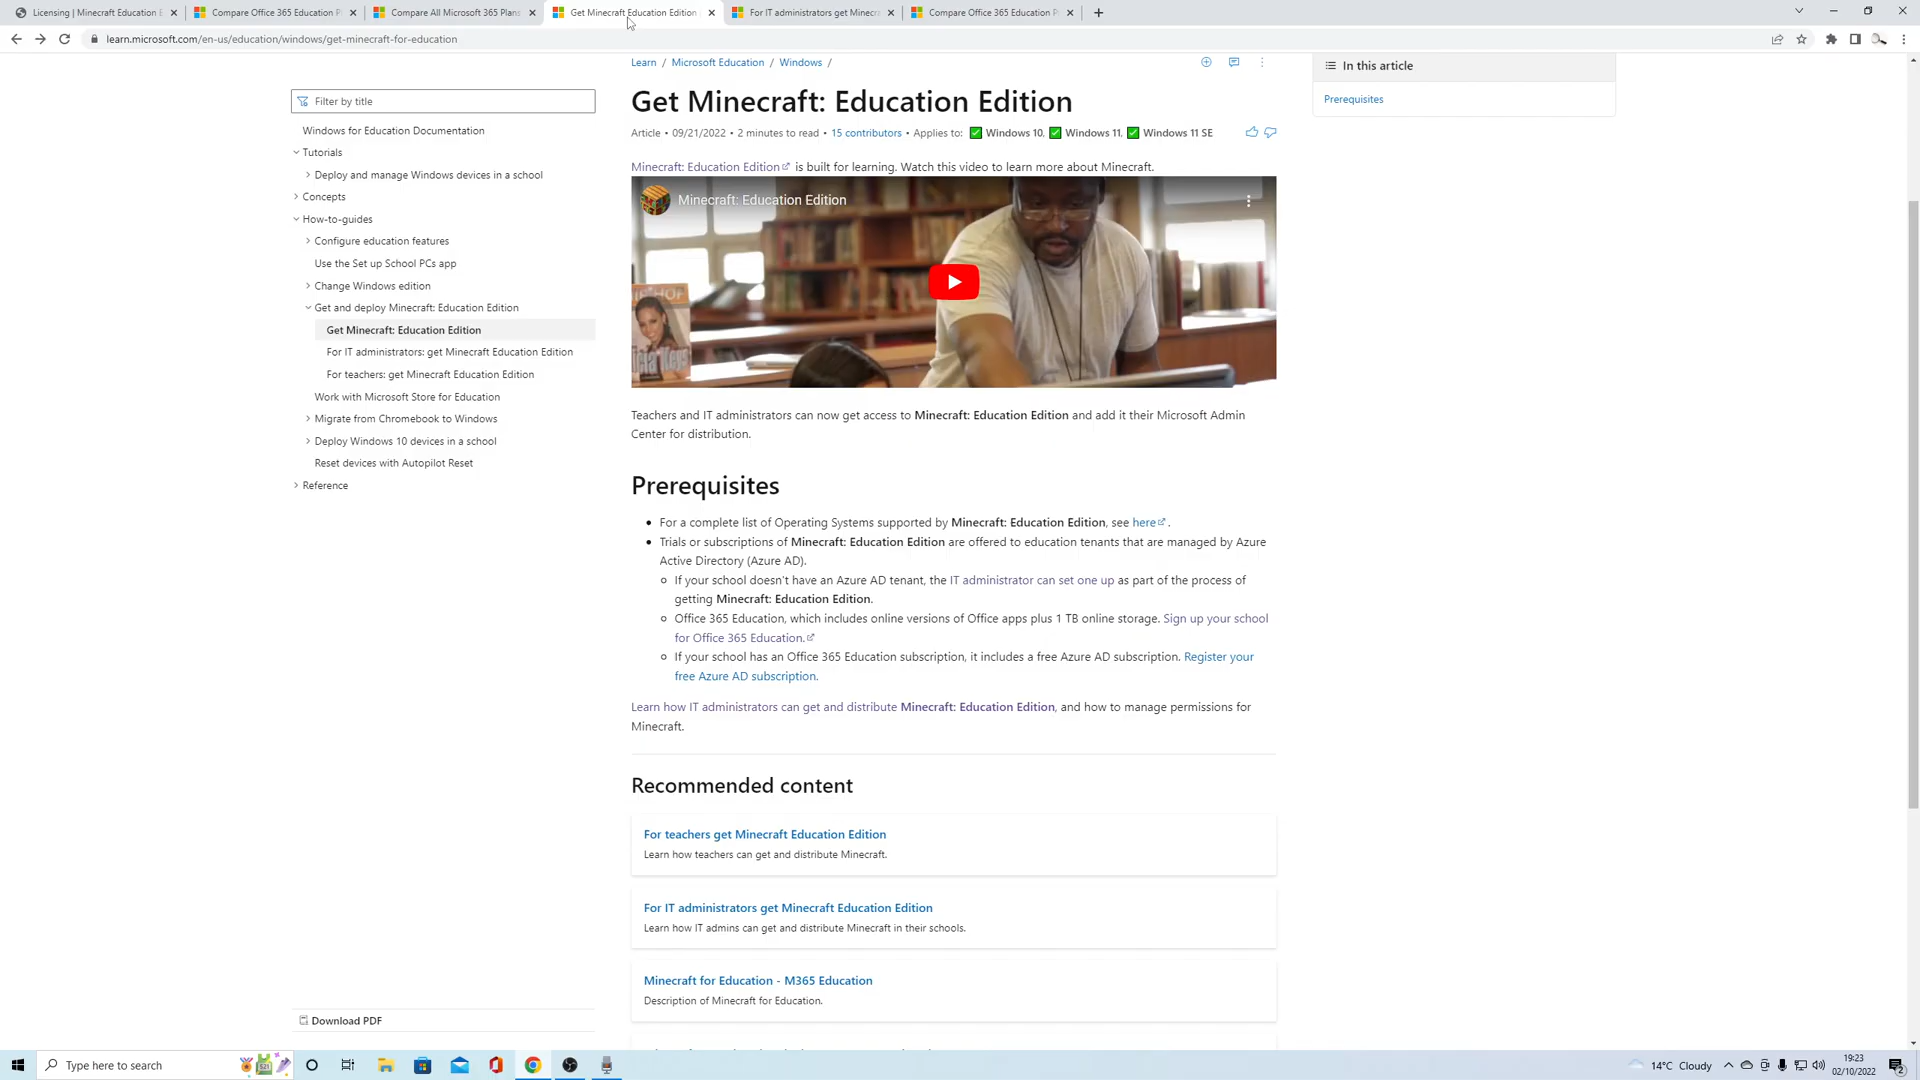 Licensing | Minecraft Education E
Compare Office 365 Education P
Compare All Microsoft 365 Plans
Get Minecraft Education Edition
For IT administrators get Minecr
Compare Office 365 Education P
learn.microsoft.com/en-us/education/windows/get-minecraft-for-education
Learn / Microsoft Education / Windows /
In this article
Prerequisites
Filter by title
Windows for Education Documentation
Tutorials
Deploy and manage Windows devices in a school
Concepts
How-to-guides
Configure education features
Use the Set up School PCs app
Change Windows edition
Get and deploy Minecraft: Education Edition
Get Minecraft: Education Edition
For IT administrators: get Minecraft Education Edition
For teachers: get Minecraft Education Edition
Work with Microsoft Store for Education
Migrate from Chromebook to Windows
Deploy Windows 10 devices in a school
Reset devices with Autopilot Reset
Reference
Download PDF
Get Minecraft: Education Edition
Article • 09/21/2022 • 2 minutes to read • 15 contributors • Applies to: ✅ Windows 10, ✅ Windows 11, ✅ Windows 11 SE
Minecraft: Education Edition is built for learning. Watch this video to learn more about Minecraft.
Minecraft: Education Edition
Teachers and IT administrators can now get access to Minecraft: Education Edition and add it their Microsoft Admin
Center for distribution.
Prerequisites
• For a complete list of Operating Systems supported by Minecraft: Education Edition, see here .
• Trials or subscriptions of Minecraft: Education Edition are offered to education tenants that are managed by Azure
Active Directory (Azure AD).
If your school doesn't have an Azure AD tenant, the IT administrator can set one up as part of the process of
getting Minecraft: Education Edition.
Office 365 Education, which includes online versions of Office apps plus 1 TB online storage. Sign up your school
for Office 365 Education.
If your school has an Office 365 Education subscription, it includes a free Azure AD subscription. Register your
free Azure AD subscription.
Learn how IT administrators can get and distribute Minecraft: Education Edition, and how to manage permissions for
Minecraft.
Recommended content
For teachers get Minecraft Education Edition
Learn how teachers can get and distribute Minecraft.
For IT administrators get Minecraft Education Edition
Learn how IT admins can get and distribute Minecraft in their schools.
Minecraft for Education - M365 Education
Description of Minecraft for Education.
Type here to search
14°C Cloudy
19:23
02/10/2022
2